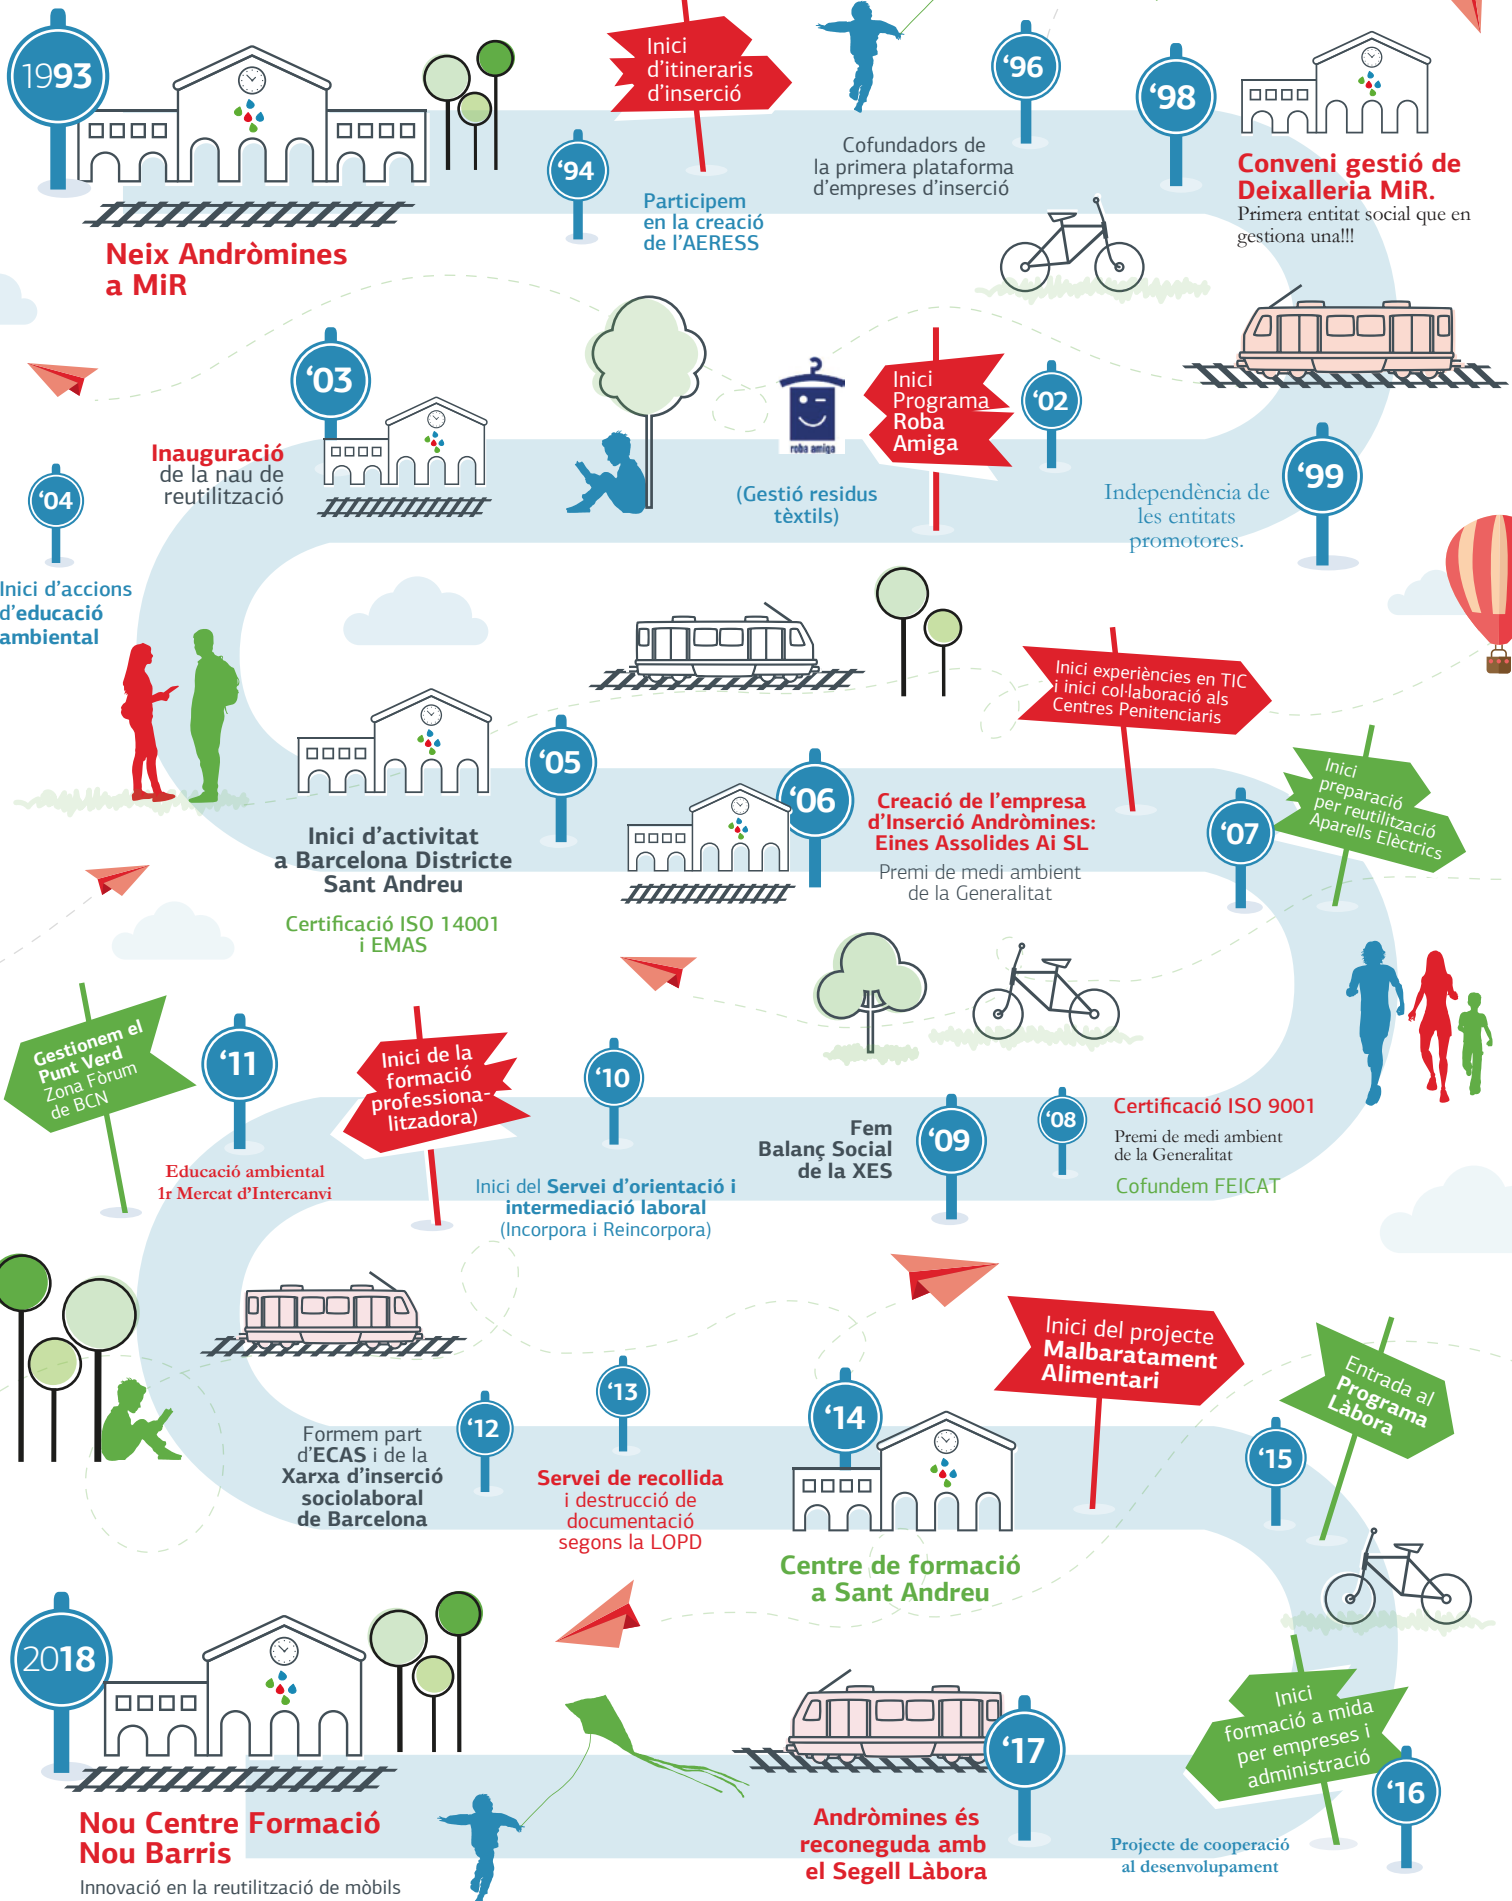 1993
Neix Andròmines
a MiR
‘94
Inici
d’itineraris
d’inserció
Participem
en la creació
de l’AERESS
‘96
Cofundadors de
la primera plataforma
d’empreses d’inserció
‘98
Conveni gestió de
Deixalleria MiR.
Primera entitat social que en
gestiona una!!!
‘99
Independència de
les entitats
promotores.
‘02
Inici
Programa
Roba
Amiga
roba amiga
(Gestió residus
tèxtils)
‘03
Inauguració
de la nau de
reutilització
‘04
Inici d’accions
d’educació
ambiental
‘05
Inici d’activitat
a Barcelona Districte
Sant Andreu
Certificació ISO 14001
i EMAS
‘06
Creació de l’empresa
d’Inserció Andròmines:
Eines Assolides Ai SL
Premi de medi ambient
de la Generalitat
Inici experiències en TIC
i inici col·laboració als
Centres Penitenciaris
‘07
Inici
preparació
per reutilització
Aparells Elèctrics
‘08
Certificació ISO 9001
Premi de medi ambient
de la Generalitat
Cofundem FEICAT
‘09
Fem
Balanç Social
de la XES
‘10
Inici del Servei d’orientació i
intermediació laboral
(Incorpora i Reincorpora)
Inici de la
formació
professiona-
litzadora)
‘11
Educació ambiental
1r Mercat d’Intercanvi
Gestionem el
Punt Verd
Zona Fòrum
de BCN
‘12
Formem part
d’ECAS i de la
Xarxa d’inserció
sociolaboral
de Barcelona
‘13
Servei de recollida
i destrucció de
documentació
segons la LOPD
‘14
Centre de formació
a Sant Andreu
Inici del projecte
Malbaratament
Alimentari
‘15
Entrada al
Programa
Làbora
‘16
Inici
formació a mida
per empreses i
administració
Projecte de cooperació
al desenvolupament
‘17
Andròmines és
reconeguda amb
el Segell Làbora
2018
Nou Centre Formació
Nou Barris
Innovació en la reutilització de mòbils